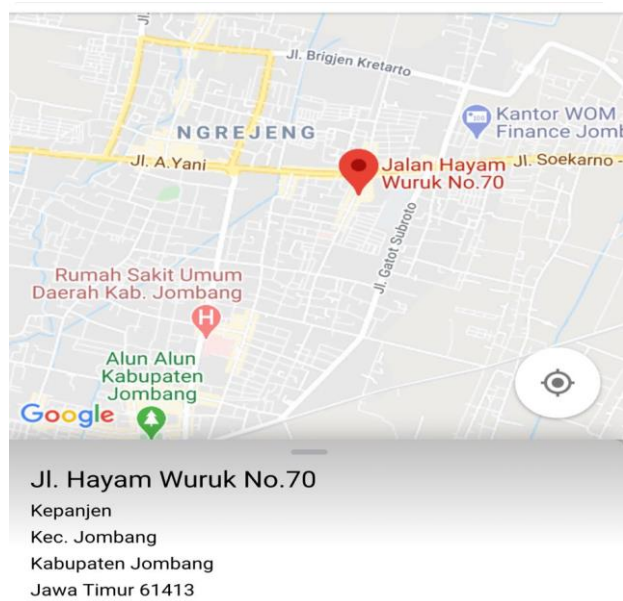 Jl. Brigjen Kretarto
Kantor WOM
Finance Jomb
NGREJENG
Jl. A.Yani
Jalan Hayam
Wuruk No.70
Jl. Soekarno -
Jl. Gatot Subroto
Rumah Sakit Umum
Daerah Kab. Jombang
H
Alun Alun
Kabupaten
Jombang
Google
Jl. Hayam Wuruk No.70
Kepanjen
Kec. Jombang
Kabupaten Jombang
Jawa Timur 61413